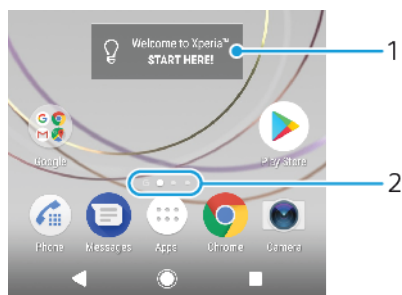 Welcome to Xperia™
START HERE!
1
Google
Play Store
2
Phone
Messages
Apps
Chrome
Camera